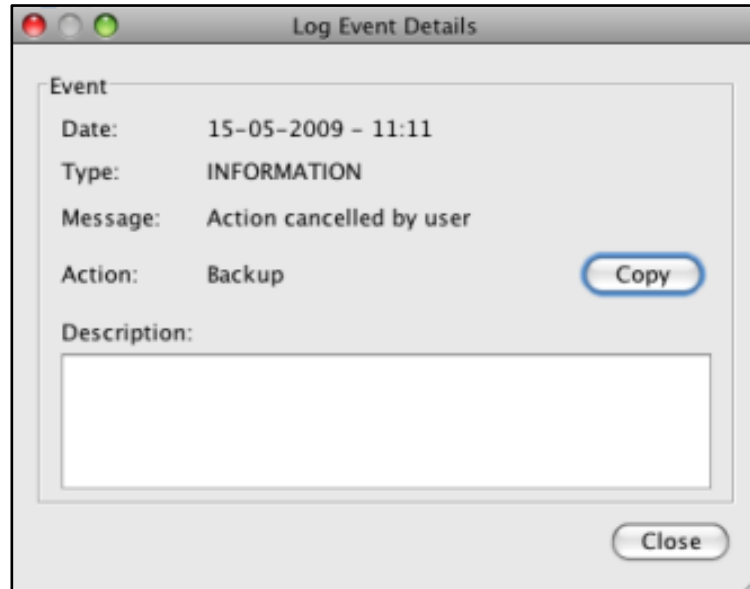 Log Event Details
Event
Date: 15-05-2009 - 11:11
Type: INFORMATION
Message: Action cancelled by user
Action: Backup Copy
Description:
Close